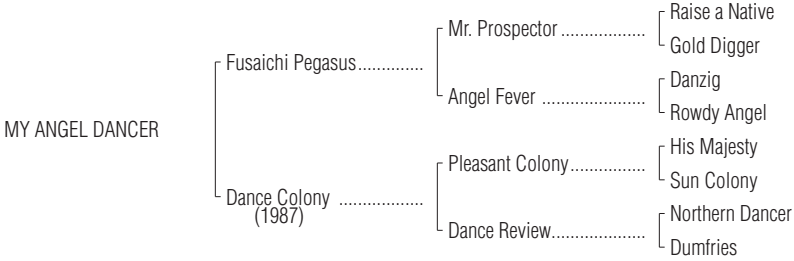 Raise a Native
Mr. Prospector ...................
Gold Digger
Fusaichi Pegasus..............
Danzig
Angel Fever .......................
Rowdy Angel
MY ANGEL DANCER
His Majesty
Pleasant Colony.................
Sun Colony
Dance Colony ..................
(1987)
Northern Dancer
Dance Review.....................
Dumfries